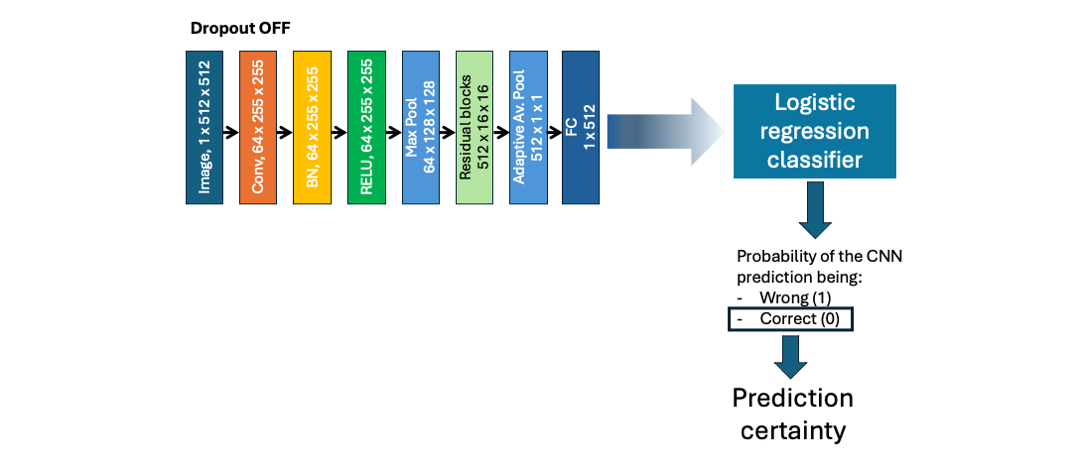 Dropout OFF
Image, 1 x 512 x 512
Conv, 64 x 255 x 255
BN, 64 x 255 x 255
RELU, 64 x 255 x 255
Max Pool
64 x 128 x 128
Residual blocks
512 x 16 x 16
Adaptive Av. Pool
512 x 1 x 1
FC
1 x 512
Logistic
regression
classifier
Probability of the CNN
prediction being:
- Wrong (1)
- Correct (0)
Prediction
certainty